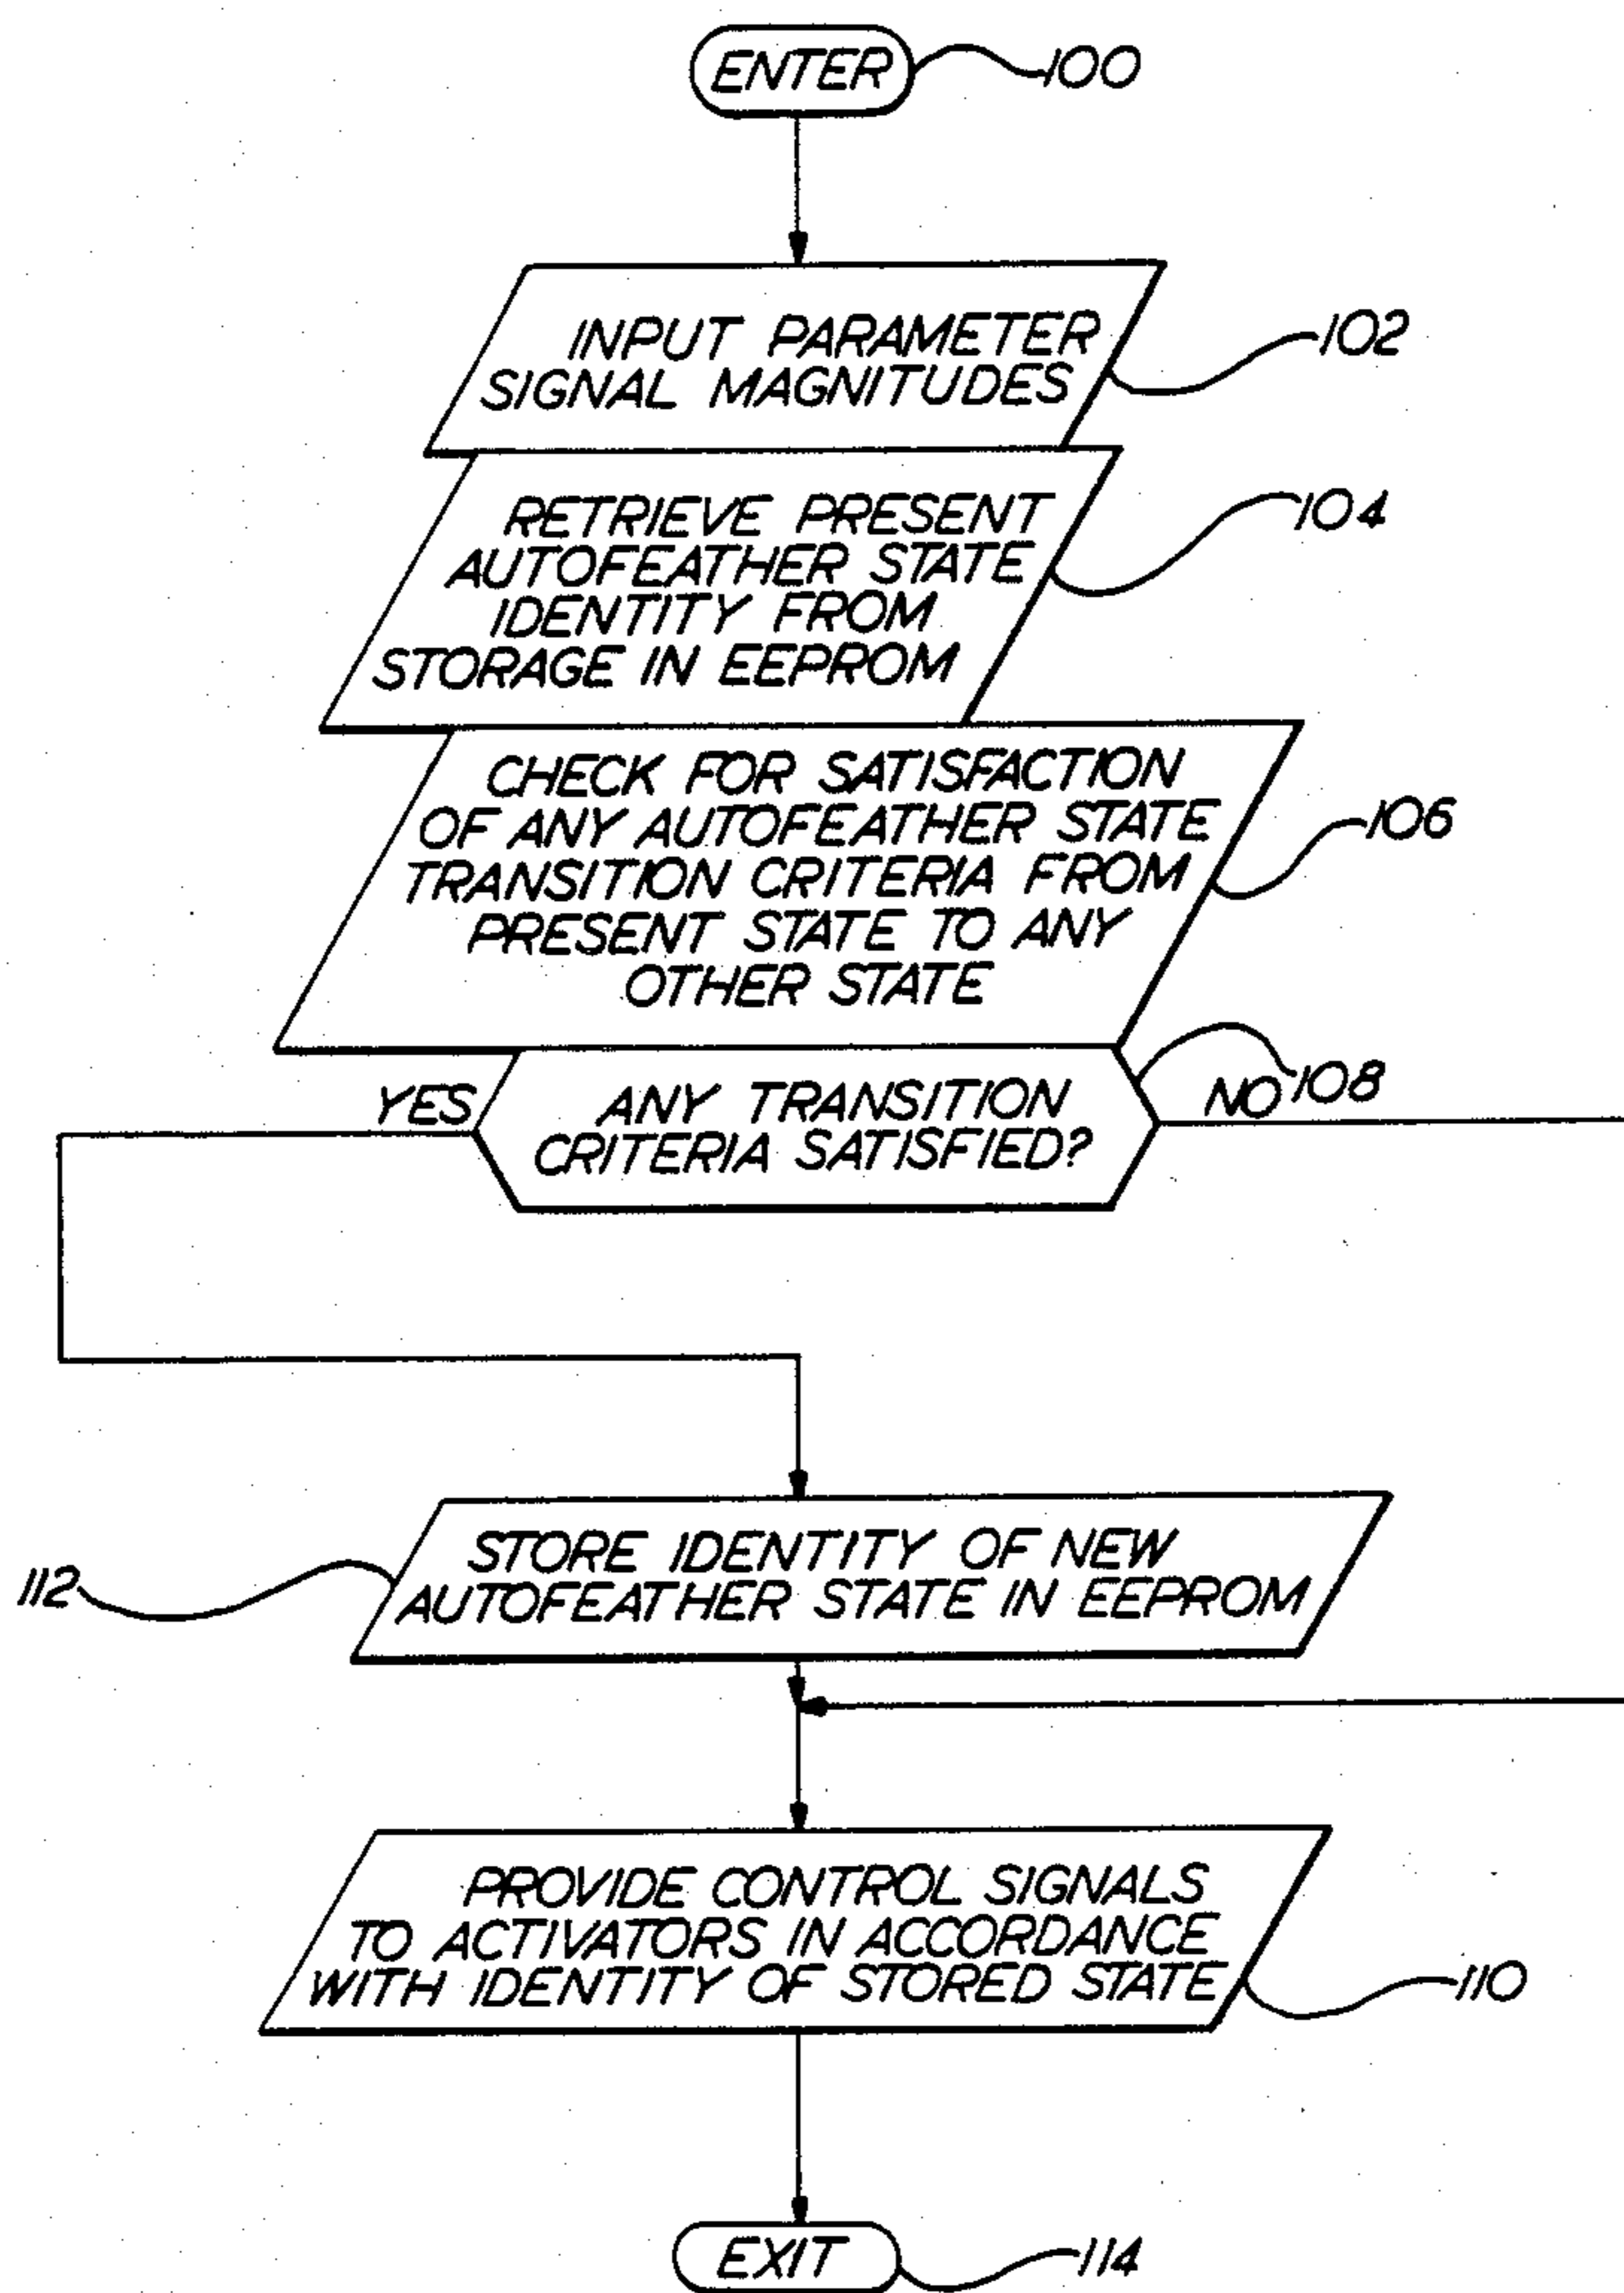 ENTER
100
INPUT PARAMETER
SIGNAL MAGNITUDES
102
RETRIEVE PRESENT
AUTOFEATHER STATE
IDENTITY FROM
STORAGE IN EEPROM
104
CHECK FOR SATISFACTION
OF ANY AUTOFEATHER STATE
TRANSITION CRITERIA FROM
PRESENT STATE TO ANY
OTHER STATE
106
YES
ANY TRANSITION
CRITERIA SATISFIED?
NO
108
STORE IDENTITY OF NEW
AUTOFEATHER STATE IN EEPROM
112
PROVIDE CONTROL SIGNALS
TO ACTIVATORS IN ACCORDANCE
WITH IDENTITY OF STORED STATE
110
EXIT
114